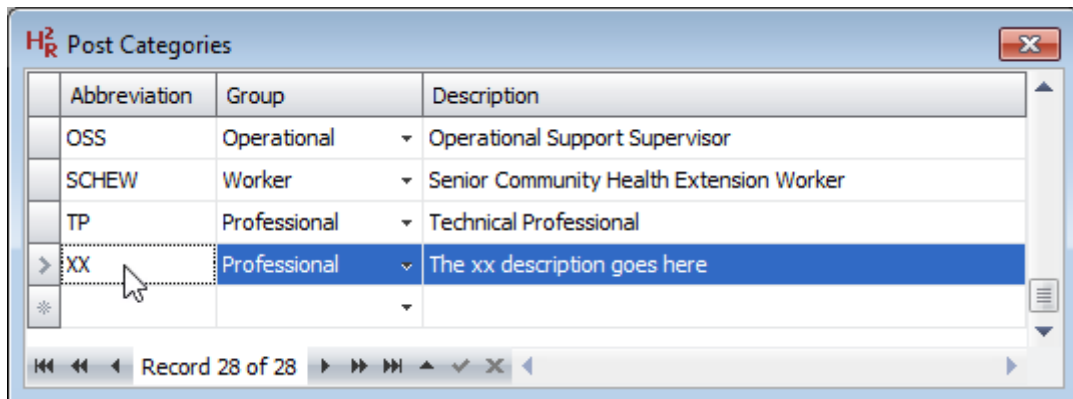 H2R Post Categories
Abbreviation Group Description
OSS Operational Operational Support Supervisor
SCHEW Worker Senior Community Health Extension Worker
TP Professional Technical Professional
XX Professional The xx description goes here
Record 28 of 28